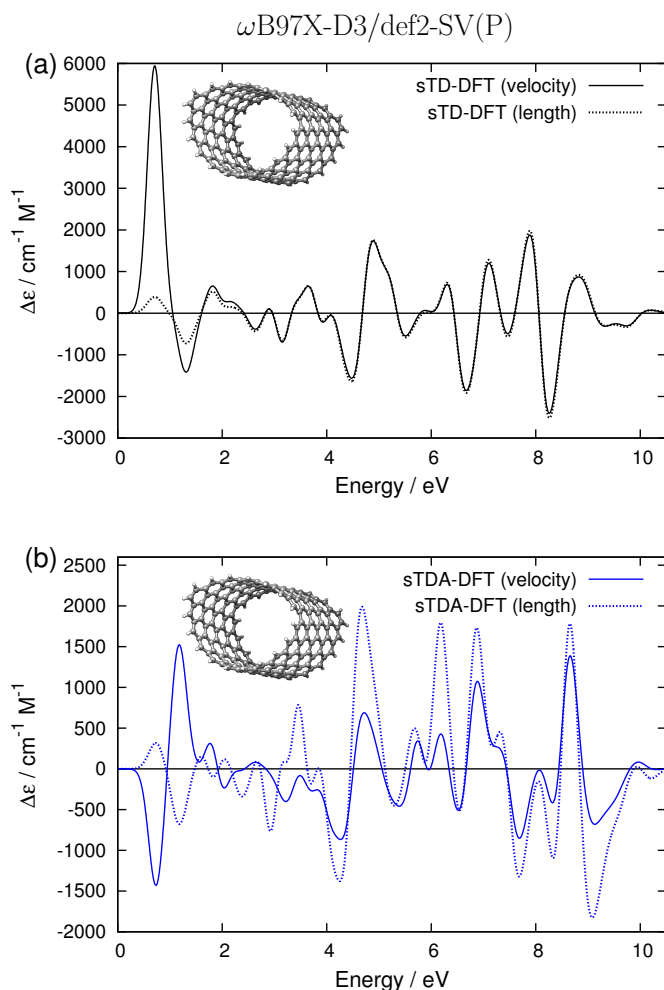 ωB97X-D3/def2-SV(P)
(a)
sTD-DFT (velocity)
sTD-DFT (length)
6000
5000
4000
3000
2000
1000
0
-1000
-2000
-3000
Δε / cm⁻¹ M⁻¹
0 2 4 6 8 10
Energy / eV
(b)
sTDA-DFT (velocity)
sTDA-DFT (length)
2500
2000
1500
1000
500
0
-500
-1000
-1500
-2000
Δε / cm⁻¹ M⁻¹
0 2 4 6 8 10
Energy / eV